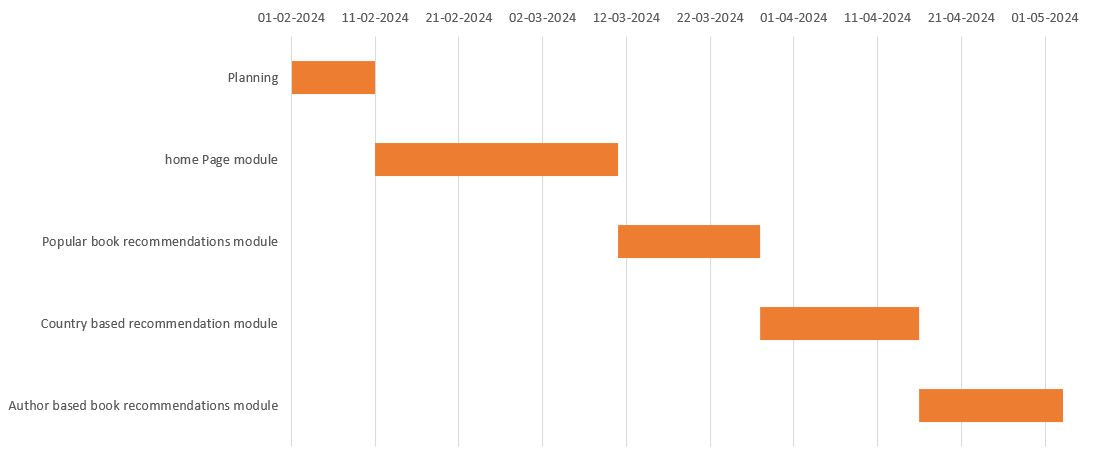 01-02-2024 11-02-2024 21-02-2024 02-03-2024 12-03-2024 22-03-2024 01-04-2024 11-04-2024 21-04-2024 01-05-2024
Planning
home Page module
Popular book recommendations module
Country based recommendation module
Author based book recommendations module